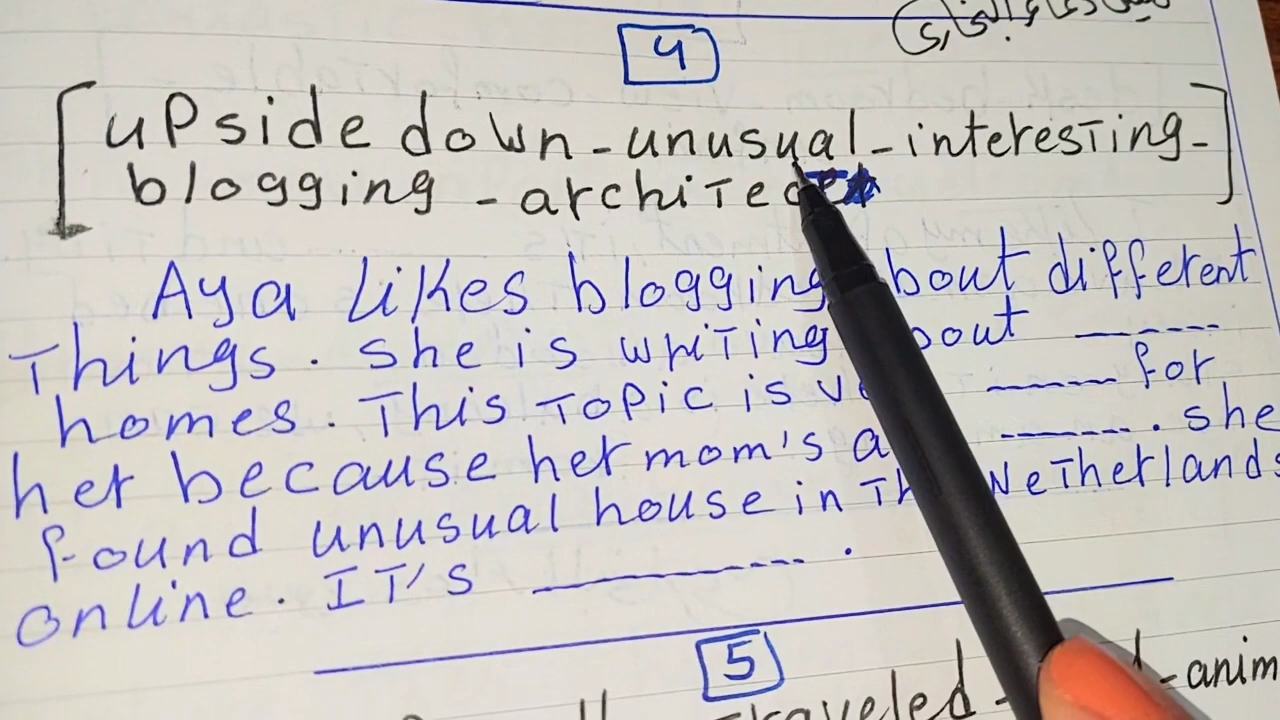 4
[upside down - unusual - interesting -
blogging - architect]
Aya likes blogging about different
Things. She is writing about -------
homes. This Topic is ------- for
her because her mom's a -------. she
found unusual house in The Netherlands
online. IT's ------- .
5
Traveled -